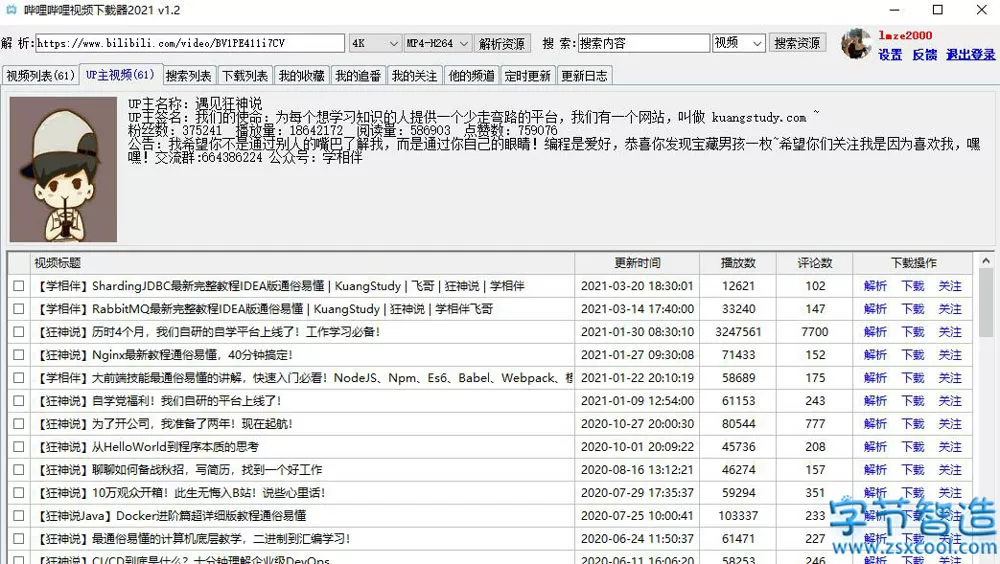 哔哩哔哩视频下载器2021 v1.2
解 析: https://www.bilibili.com/video/BV1PE411i7CV 4K MP4-H264 解析资源 搜 索: 搜索内容 视频 搜索资源 lmze2000
设置 反馈 退出登录
视频列表(61) UP主视频(61) 搜索列表 下载列表 我的收藏 我的追番 我的关注 他的频道 定时更新 更新日志
UP主名称: 遇见狂神说
UP主签名: 我们的使命: 为每个想学习知识的人提供一个少走弯路的平台，我们有一个网站，叫做 kuangstudy.com ~
粉丝数: 375241 播放量: 18642172 阅读量: 586903 点赞数: 759076
公告: 我希望你不是通过别人的嘴巴了解我，而是通过你自己的眼睛！编程是爱好，恭喜你发现宝藏男孩一枚~希望你们关注我是因为喜欢我，嘿
嘿！交流群:664386224 公众号: 学相伴
视频标题 更新时间 播放数 评论数 下载操作
【学相伴】ShardingJDBC最新完整教程IDEA版通俗易懂 | KuangStudy | 飞哥 | 狂神说 | 学相伴 2021-03-20 18:30:01 12621 102 解析 下载 关注
【学相伴】RabbitMQ最新完整教程IDEA版通俗易懂 | KuangStudy | 狂神说 | 学相伴飞哥 2021-03-14 17:40:00 33240 147 解析 下载 关注
【狂神说】历时4个月，我们自研的自学平台上线了！工作学习必备！ 2021-01-30 08:30:10 3247561 7700 解析 下载 关注
【狂神说】Nginx最新教程通俗易懂，40分钟搞定！ 2021-01-27 09:30:08 71433 152 解析 下载 关注
【学相伴】大前端技能最通俗易懂的讲解，快速入门必看！NodeJS、Npm、Es6、Babel、Webpack、 2021-01-22 20:10:19 58689 175 解析 下载 关注
【狂神说】自学党福利！我们自研的平台上线了！ 2021-01-09 12:54:00 61153 243 解析 下载 关注
【狂神说】为了开公司，我准备了两年！现在起航！ 2020-10-27 20:00:30 80544 777 解析 下载 关注
【狂神说】从HelloWorld到程序本质的思考 2020-10-01 20:09:22 45736 208 解析 下载 关注
【狂神说】聊聊如何备战秋招，写简历，找到一个好工作 2020-08-16 13:12:21 46274 157 解析 下载 关注
【狂神说】10万观众开箱！此生无悔入B站！说些心里话！ 2020-07-29 17:35:37 59294 351 解析 下载 关注
【狂神说Java】Docker进阶篇超详细版教程通俗易懂 2020-07-25 10:00:41 103337 233 解析 下载 关注
【狂神说】最通俗易懂的计算机底层教学，二进制到汇编学习！ 2020-06-24 11:50:37 61471 227 解析 下载 关注
【狂神说】CI/CD到底是什么？十分钟理解企业级DevOps 2020-06-11 16:06:20 58253 246 解析 下载 关注
字节智造
www.zsxcool.com